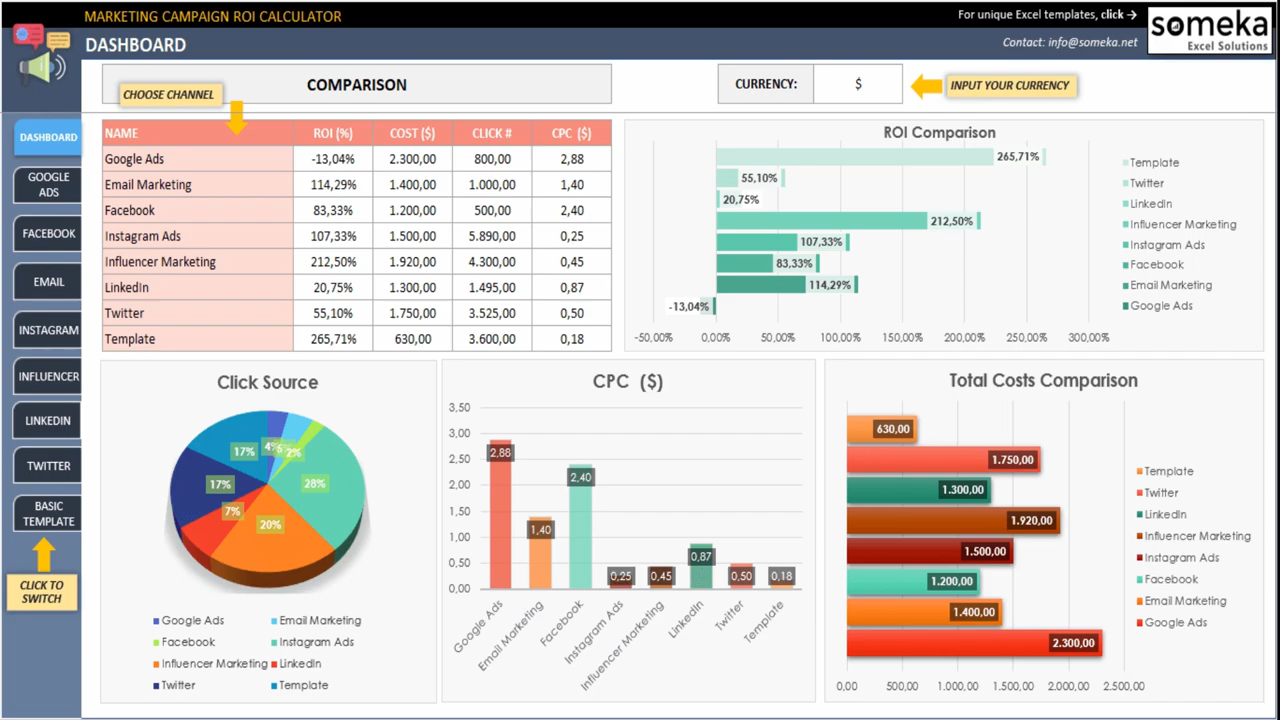 MARKETING CAMPAIGN ROI CALCULATOR
For unique Excel templates, click →
someka
Excel Solutions
DASHBOARD
Contact: info@someka.net
CHOOSE CHANNEL
COMPARISON
CURRENCY: $
INPUT YOUR CURRENCY
DASHBOARD
GOOGLE
ADS
FACEBOOK
EMAIL
INSTAGRAM
INFLUENCER
LINKEDIN
TWITTER
BASIC
TEMPLATE
CLICK TO
SWITCH
NAME ROI (%) COST ($) CLICK # CPC ($)
Google Ads -13,04% 2.300,00 800,00 2,88
Email Marketing 114,29% 1.400,00 1.000,00 1,40
Facebook 83,33% 1.200,00 500,00 2,40
Instagram Ads 107,33% 1.500,00 5.890,00 0,25
Influencer Marketing 212,50% 1.920,00 4.300,00 0,45
LinkedIn 20,75% 1.300,00 1.495,00 0,87
Twitter 55,10% 1.750,00 3.525,00 0,50
Template 265,71% 630,00 3.600,00 0,18
ROI Comparison
265,71%
55,10%
20,75%
212,50%
107,33%
83,33%
114,29%
-13,04%
-50,00% 0,00% 50,00% 100,00% 150,00% 200,00% 250,00% 300,00%
Template
Twitter
LinkedIn
Influencer Marketing
Instagram Ads
Facebook
Email Marketing
Google Ads
Click Source
4%
2%
28%
20%
7%
17%
17%
Google Ads Email Marketing
Facebook Instagram Ads
Influencer Marketing LinkedIn
Twitter Template
CPC ($)
3,50
3,00
2,50
2,00
1,50
1,00
0,50
0,00
2,88
1,40
2,40
0,25
0,45
0,87
0,50
0,18
Google Ads
Email Marketing
Facebook
Instagram Ads
Influencer Marketing
LinkedIn
Twitter
Template
Total Costs Comparison
630,00
1.750,00
1.300,00
1.920,00
1.500,00
1.200,00
1.400,00
2.300,00
0,00 500,00 1.000,00 1.500,00 2.000,00 2.500,00
Template
Twitter
LinkedIn
Influencer Marketing
Instagram Ads
Facebook
Email Marketing
Google Ads